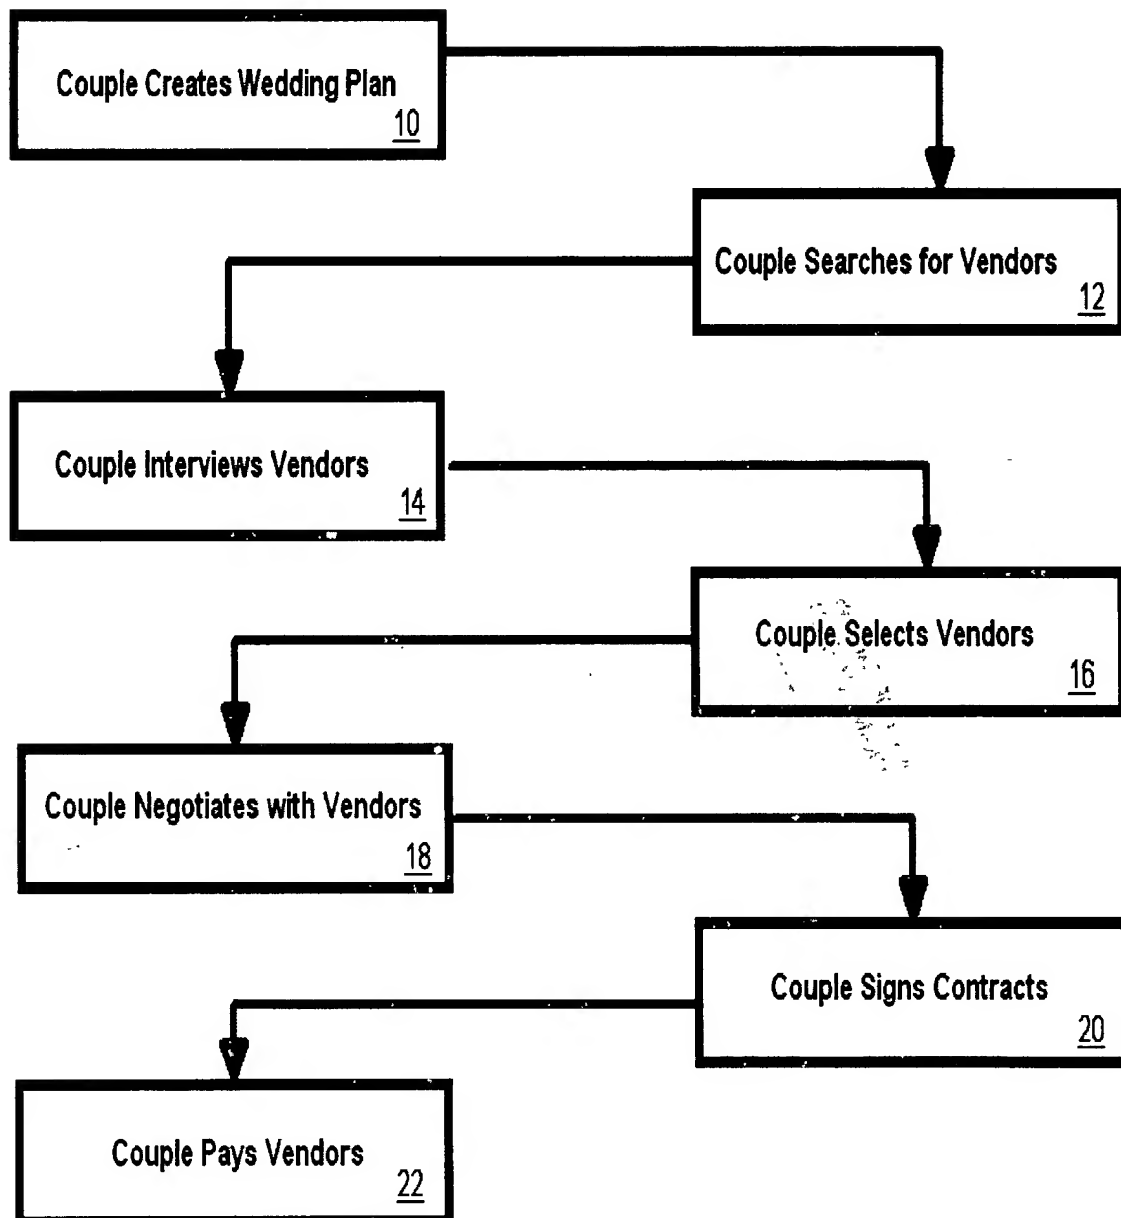 Couple Creates Wedding Plan
10
Couple Searches for Vendors
12
Couple Interviews Vendors
14
Couple Selects Vendors
16
Couple Negotiates with Vendors
18
Couple Signs Contracts
20
Couple Pays Vendors
22